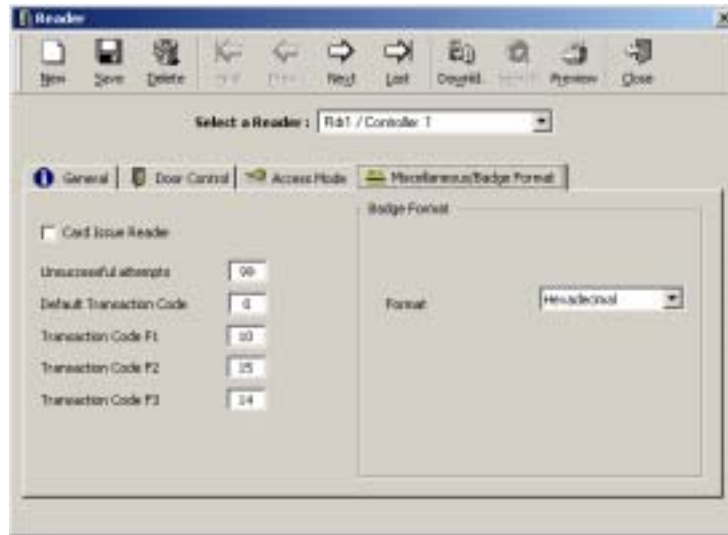 Reader
New Save Delete Next Last Preview Close
Select a Reader : Rdr1 / Controller 1
General Door Control Access Mode Miscellaneous/Badge Format
Badge Format
Card Issue Reader
Unsuccessful attempts 99
Default Transaction Code 0
Format Hexadecimal
Transaction Code F1 10
Transaction Code F2 15
Transaction Code F3 14